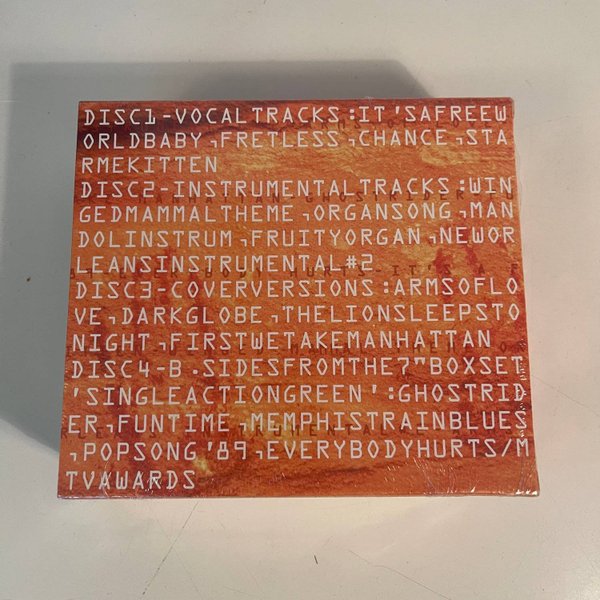 DISC1-VOCALTRACKS:IT'SAFREEW
ORLDBABY,FRETLESS,CHANCE,STA
RMEKITTEN
DISC2-INSTRUMENTALTRACKS:WIN
GEDMAMMALTHEME,ORGANSONG,MAN
DOLINSTRUM,FRUITYORGAN,NEWOR
LEANSINSTRUMENTAL#2
DISC3-COVERVERSIONS:ARMSOFLO
VE,DARKGLOBE,THELIONSLEEPSTO
NIGHT,FIRSTWETAKEMANHATTAN
DISC4-B.SIDESFROMTHE7"BOXSET
'SINGLEACTIONGREEN':GHOSTRID
ER,FUNTIME,MEMPHISTRAINBLUES
,POPSONG'89,EVERYBODYHURTS/M
TVAWARDS